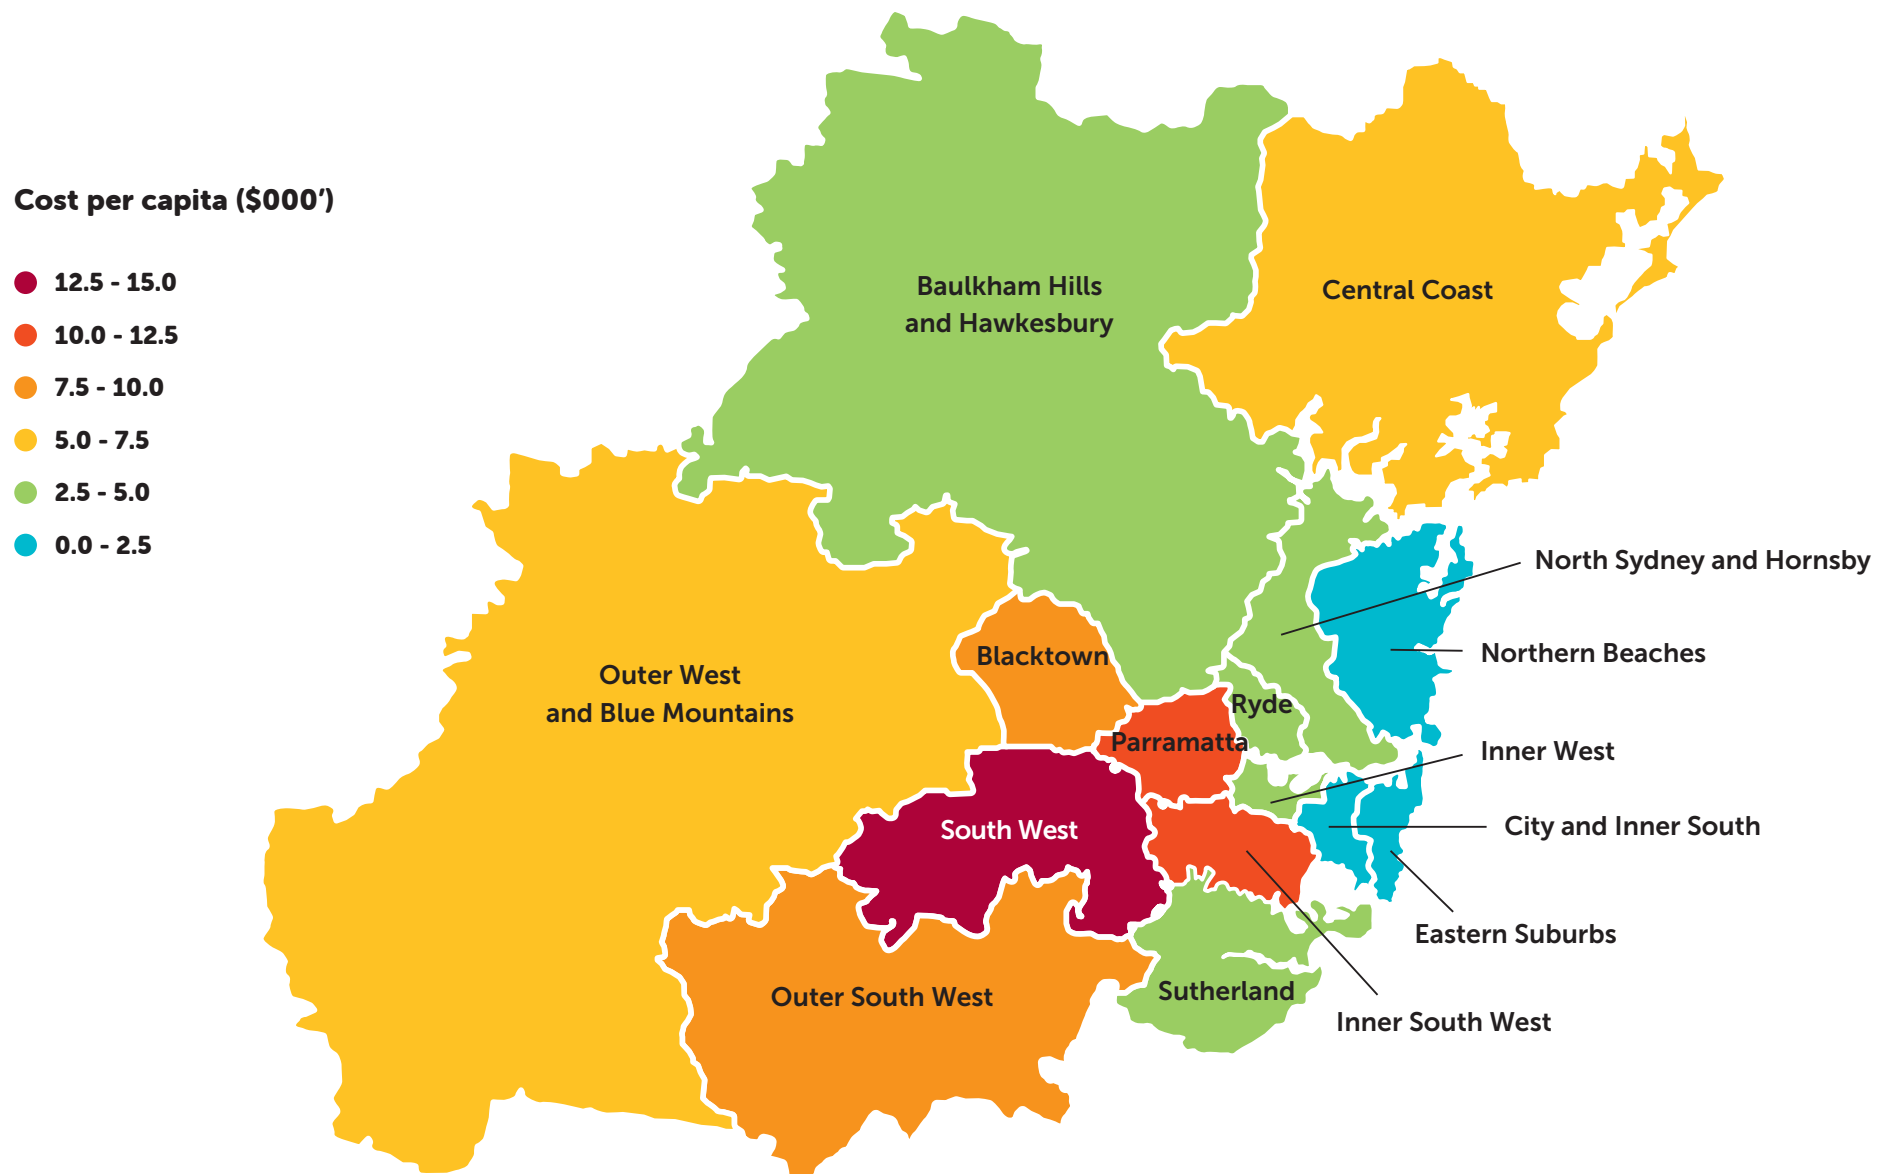 Cost per capita ($000’)
12.5 - 15.0
10.0 - 12.5
7.5 - 10.0
5.0 - 7.5
2.5 - 5.0
0.0 - 2.5
Baulkham Hills
and Hawkesbury
Central Coast
North Sydney and Hornsby
Northern Beaches
Blacktown
Outer West
and Blue Mountains
Ryde
Parramatta
Inner West
South West
City and Inner South
Eastern Suburbs
Outer South West
Sutherland
Inner South West